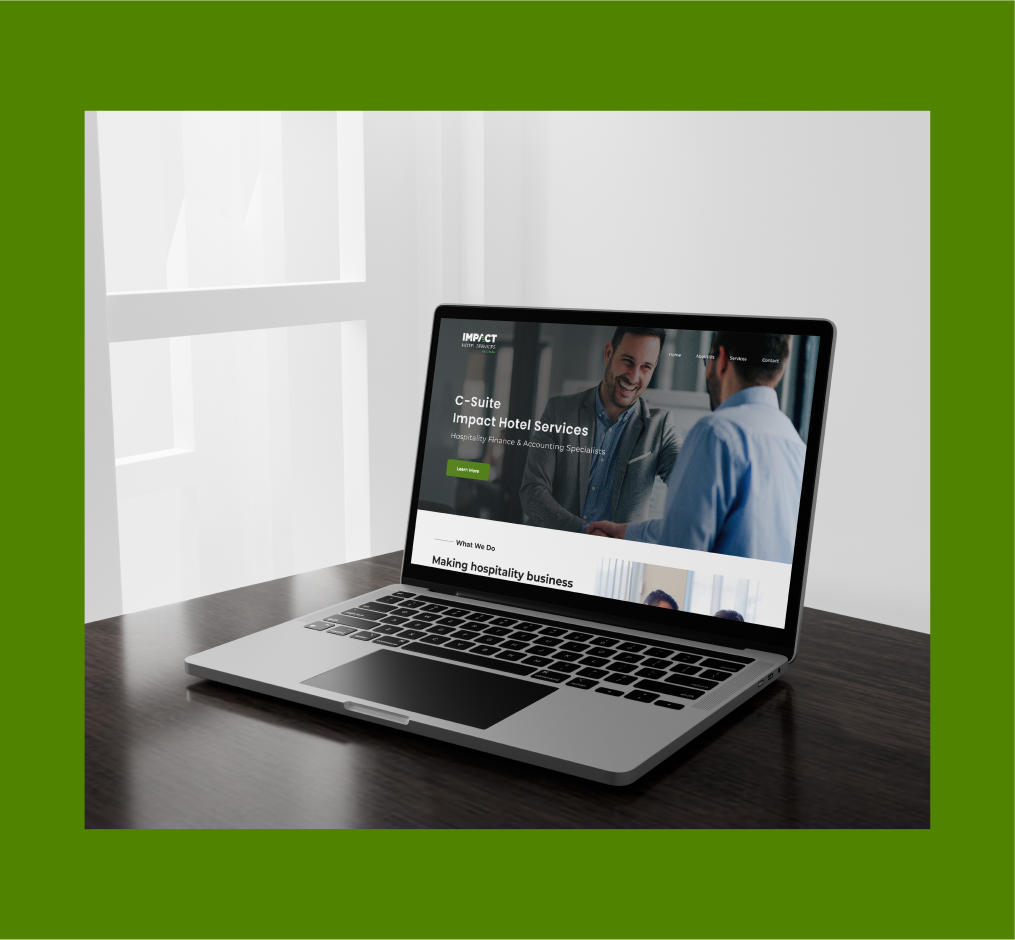 IMPACT
HOTEL SERVICES
Home
About Us
Services
Contact
C-Suite
Impact Hotel Services
Hospitality Finance & Accounting Specialists
Learn More
What We Do
Making hospitality business